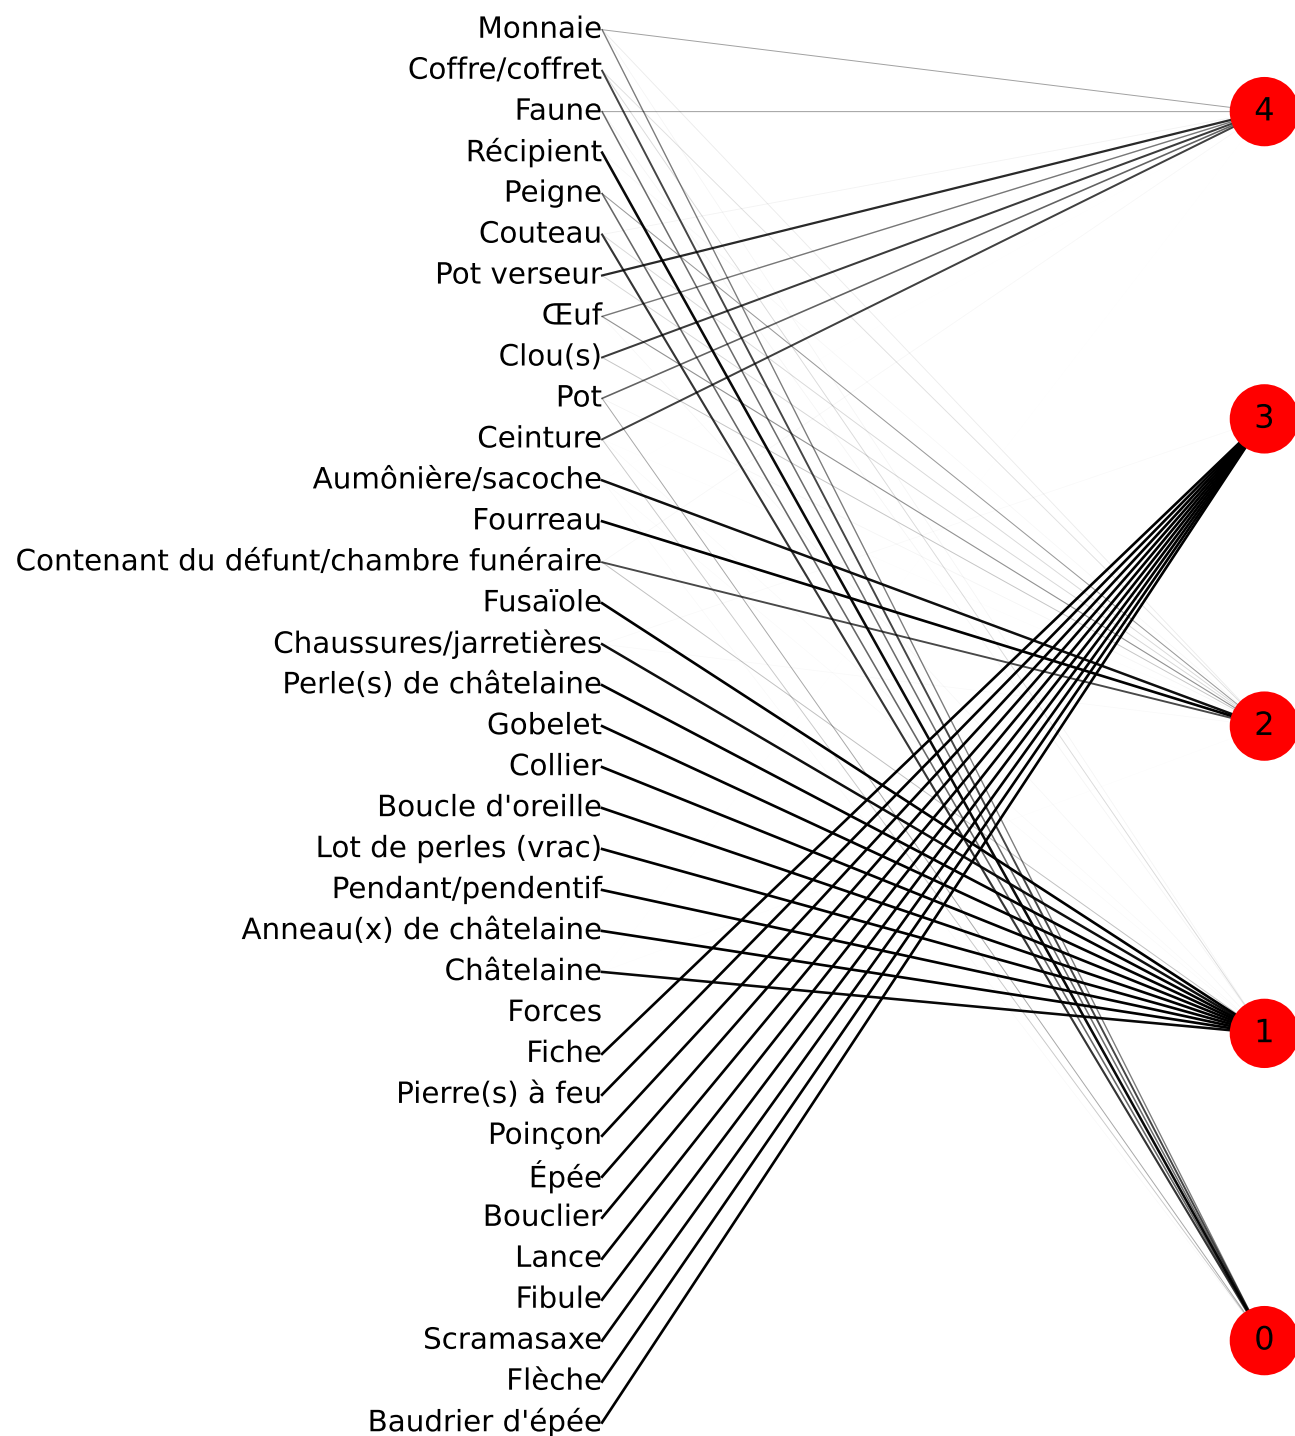 Monnaie
Coffre/coffret
Faune
Récipient
Peigne
Couteau
Pot verseur
Œuf
Clou(s)
Pot
Ceinture
Aumônière/sacoche
Fourreau
Contenant du défunt/chambre funéraire
Fusaïole
Chaussures/jarretières
Perle(s) de châtelaine
Gobelet
Collier
Boucle d'oreille
Lot de perles (vrac)
Pendant/pendentif
Anneau(x) de châtelaine
Châtelaine
Forces
Fiche
Pierre(s) à feu
Poinçon
Épée
Bouclier
Lance
Fibule
Scramasaxe
Flèche
Baudrier d'épée
4
3
2
1
0